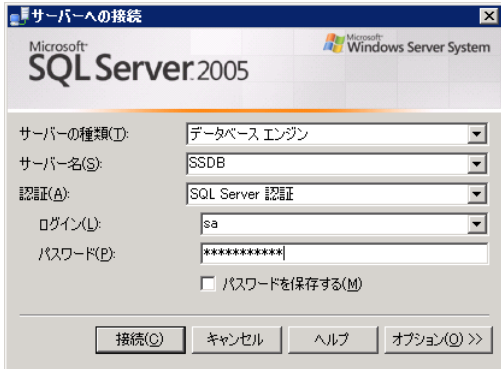 サーバーへの接続
Microsoft
SQL Server 2005
Microsoft
Windows Server System
サーバーの種類(T): データベース エンジン
サーバー名(S): SSDB
認証(A): SQL Server 認証
ログイン(L): sa
パスワード(P): ***********
パスワードを保存する(M)
接続(C) キャンセル ヘルプ オプション(O) >>